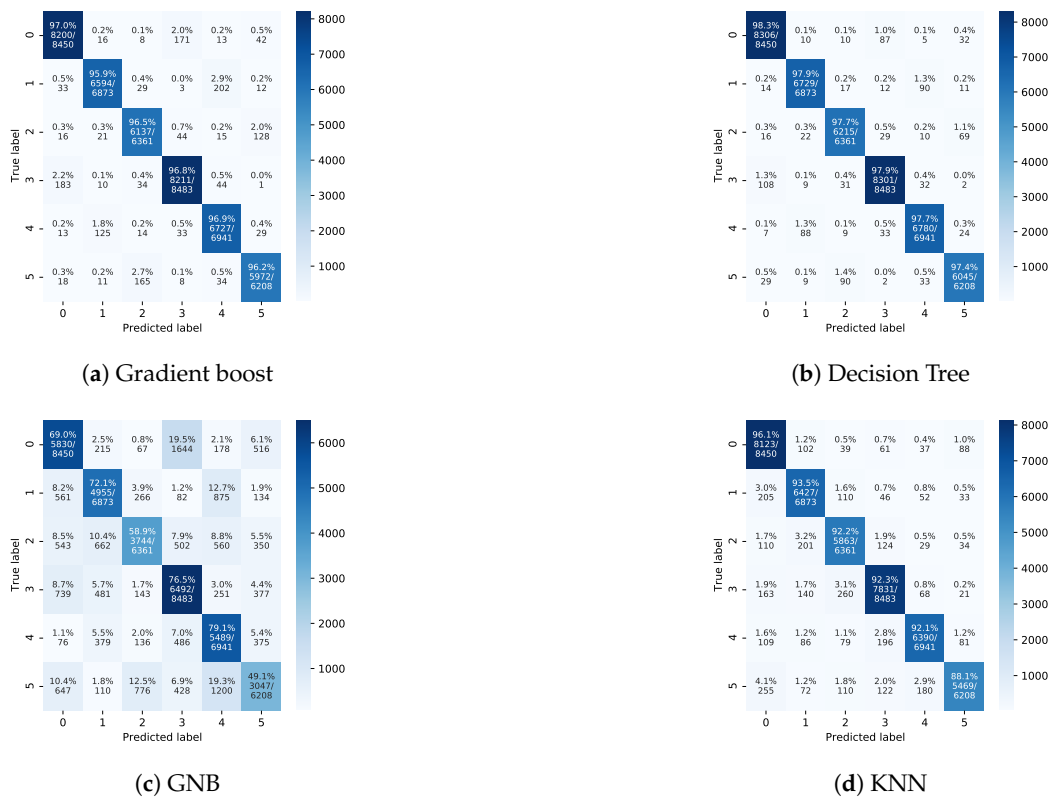 97.0% 0.2% 0.1% 2.0% 0.2% 0.5%
8200/ 16 8 171 13 42
8450
0
8000
95.9% 0.5% 0.4% 0.0% 2.9% 0.2%
6594/ 33 29 3 202 12
6873
1
7000
96.5% 0.3% 0.3% 0.7% 0.2% 2.0%
6137/ 16 21 44 15 128
6361
2
6000
5000
True label
96.8% 2.2% 0.1% 0.4% 0.5% 0.0%
8211/ 183 10 34 44 1
8483
3
4000
3000
96.9% 0.2% 1.8% 0.2% 0.5% 0.4%
6727/ 13 125 14 33 29
6941
4
2000
96.2% 0.3% 0.2% 2.7% 0.1% 0.5%
5972/ 18 11 165 8 34
6208
5
1000
0 1 2 3 4 5
Predicted label
(a) Gradient boost
98.3% 0.1% 0.1% 1.0% 0.1% 0.4%
8306/ 10 10 87 5 32
8450
0
8000
0.2% 97.9% 0.2% 0.2% 1.3% 0.2%
14 6729/ 17 12 90 11
6873
1
7000
0.3% 0.3% 97.7% 0.5% 0.2% 1.1%
16 22 6215/ 29 10 69
6361
2
6000
5000
True label
1.3% 0.1% 0.4% 97.9% 0.4% 0.0%
108 9 31 8301/ 32 2
8483
3
4000
3000
0.1% 1.3% 0.1% 0.5% 97.7% 0.3%
7 88 9 33 6780/ 24
6941
4
2000
0.5% 0.1% 1.4% 0.0% 0.5% 97.4%
29 9 90 2 33 6045/
6208
5
1000
0 1 2 3 4 5
Predicted label
(b) Decision Tree
69.0% 2.5% 0.8% 19.5% 2.1% 6.1%
5830/ 215 67 1644 178 516
8450
0
6000
8.2% 72.1% 3.9% 1.2% 12.7% 1.9%
561 4955/ 266 82 875 134
6873
1
5000
8.5% 10.4% 58.9% 7.9% 8.8% 5.5%
543 662 3744/ 502 560 350
6361
2
4000
True label
8.7% 5.7% 1.7% 76.5% 3.0% 4.4%
739 481 143 6492/ 251 377
8483
3
3000
1.1% 5.5% 2.0% 7.0% 79.1% 5.4%
76 379 136 486 5489/ 375
6941
4
2000
10.4% 1.8% 12.5% 6.9% 19.3% 49.1%
647 110 776 428 1200 3047/
6208
5
1000
0 1 2 3 4 5
Predicted label
(c) GNB
96.1% 1.2% 0.5% 0.7% 0.4% 1.0%
8123/ 102 39 61 37 88
8450
0
8000
3.0% 93.5% 1.6% 0.7% 0.8% 0.5%
205 6427/ 110 46 52 33
6873
1
7000
1.7% 3.2% 92.2% 1.9% 0.5% 0.5%
110 201 5863/ 124 29 34
6361
2
6000
5000
True label
1.9% 1.7% 3.1% 92.3% 0.8% 0.2%
163 140 260 7831/ 68 21
8483
3
4000
3000
1.6% 1.2% 1.1% 2.8% 92.1% 1.2%
109 86 79 196 6390/ 81
6941
4
2000
4.1% 1.2% 1.8% 2.0% 2.9% 88.1%
255 72 110 122 180 5469/
6208
5
1000
0 1 2 3 4 5
Predicted label
(d) KNN